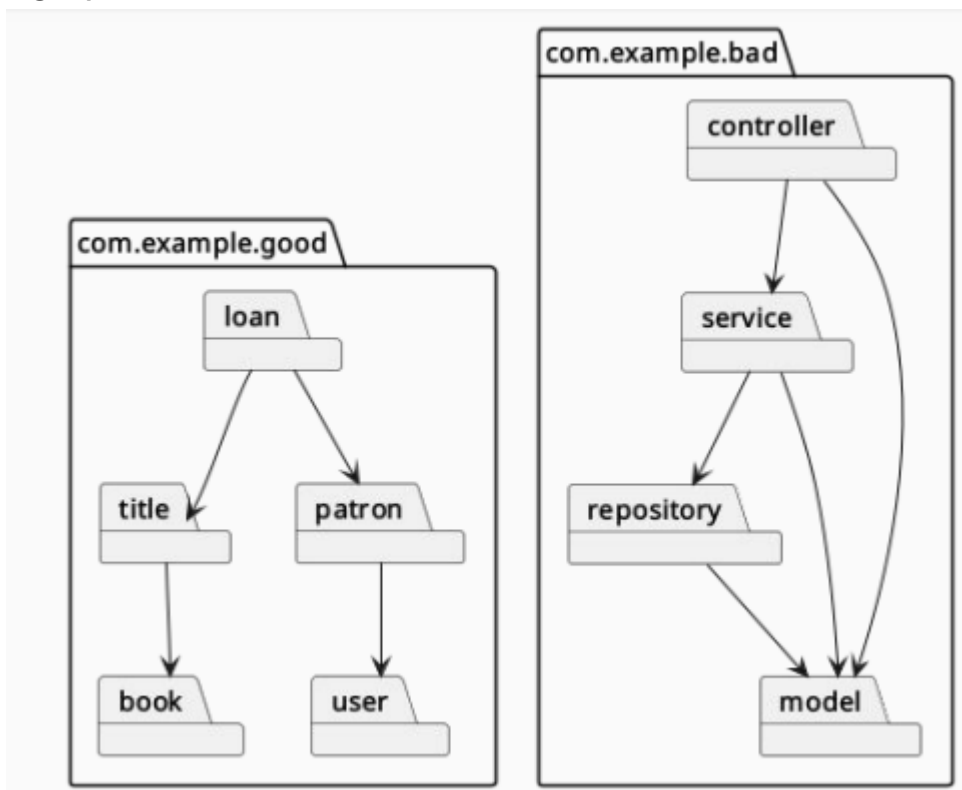 com.example.good
loan
title
patron
book
user
com.example.bad
controller
service
repository
model